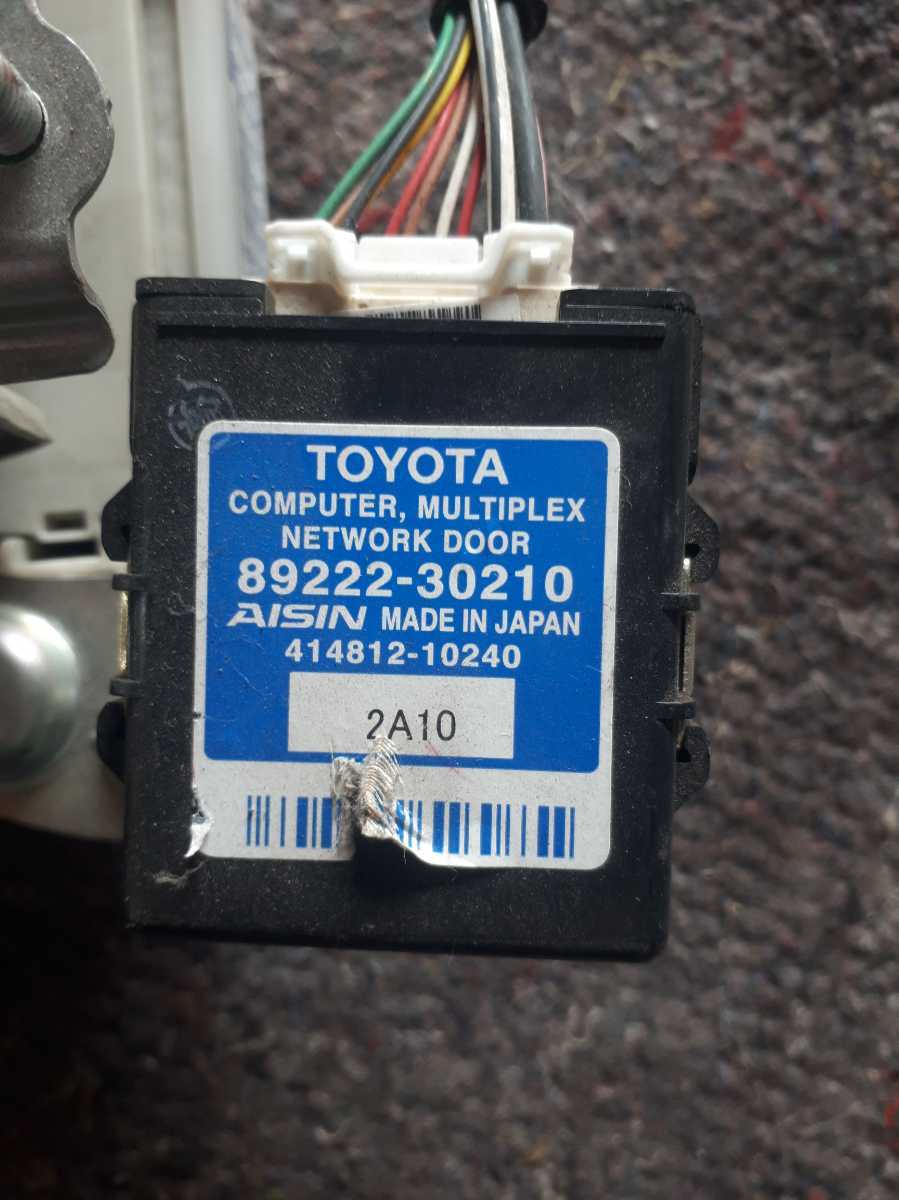 TOYOTA
COMPUTER, MULTIPLEX
NETWORK DOOR
89222-30210
AISIN MADE IN JAPAN
414812-10240
2A10